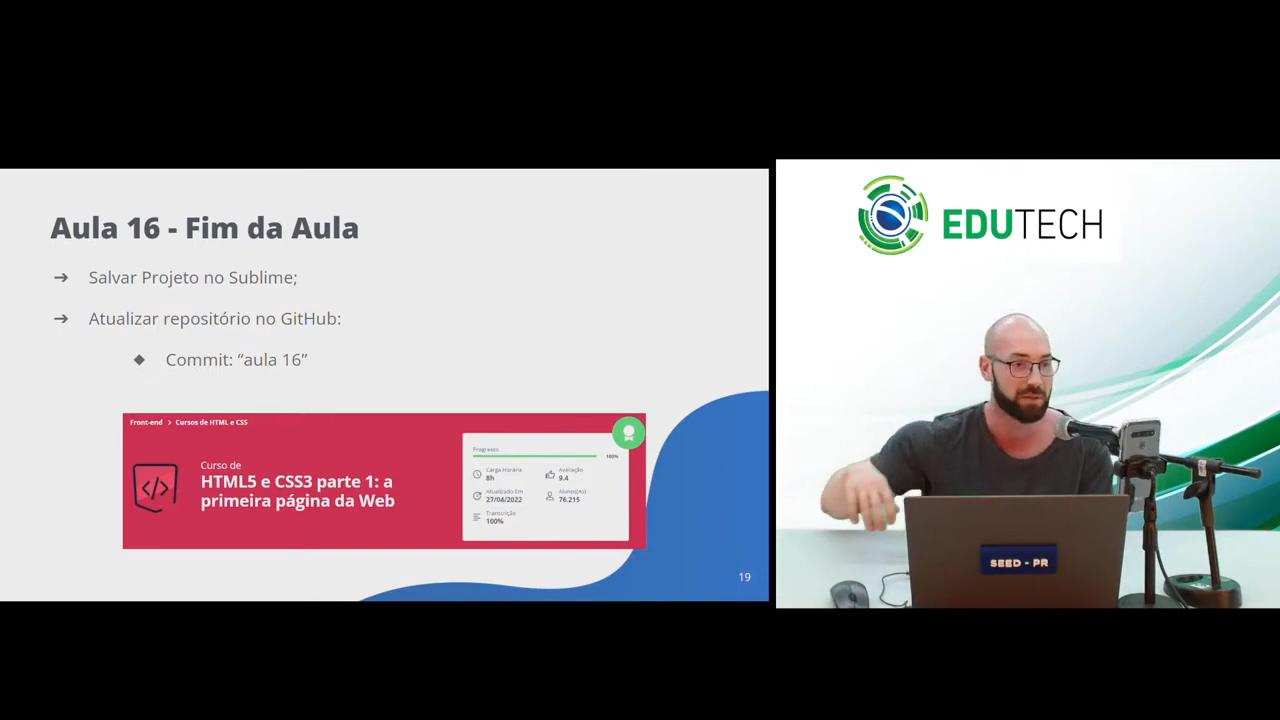 Aula 16 - Fim da Aula
➔ Salvar Projeto no Sublime;
➔ Atualizar repositório no GitHub:
◆ Commit: “aula 16”
Front-end > Cursos de HTML e CSS
Curso de
HTML5 e CSS3 parte 1: a
primeira página da Web
Progresso
100%
Carga Horária
8h
Avaliação
9.4
Atualizado Em
27/04/2022
Alunos(As)
76.215
Transcrição
100%
19
EDUTECH
SEED - PR